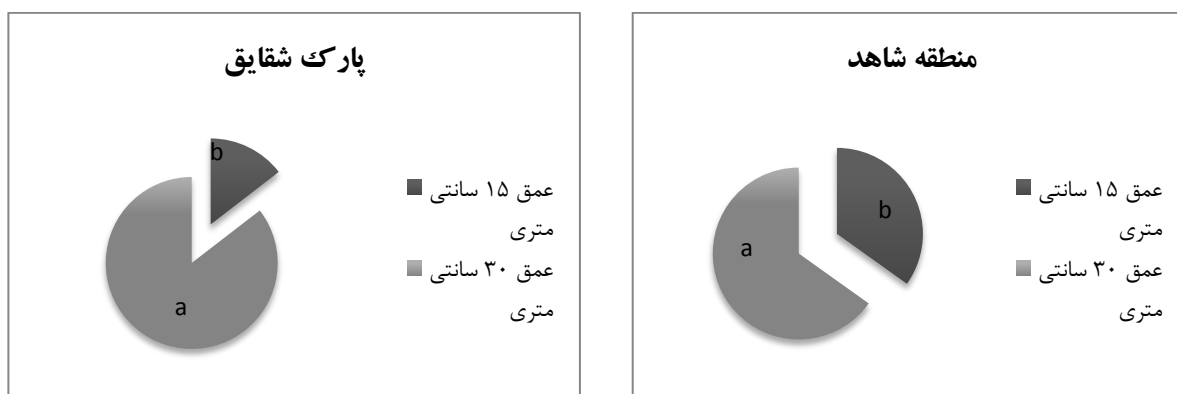 پارک شقایق
b
a
عمق ۱۵ سانتی
متری
عمق ۳۰ سانتی
متری
منطقه شاهد
b
a
عمق ۱۵ سانتی
متری
عمق ۳۰ سانتی
متری